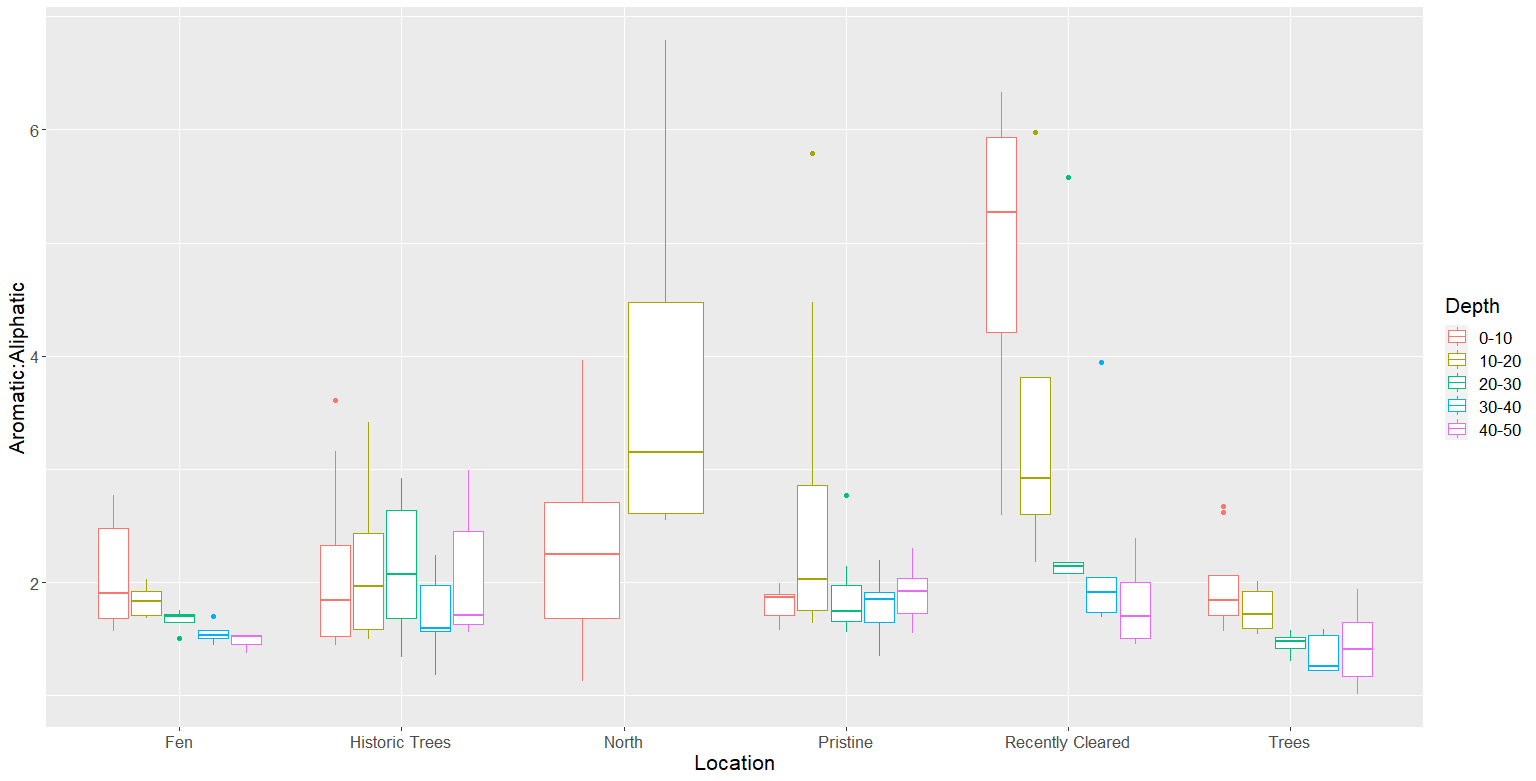 Aromatic:Aliphatic
6
4
2
Fen
Historic Trees
North
Pristine
Recently Cleared
Trees
Location
Depth
0-10
10-20
20-30
30-40
40-50